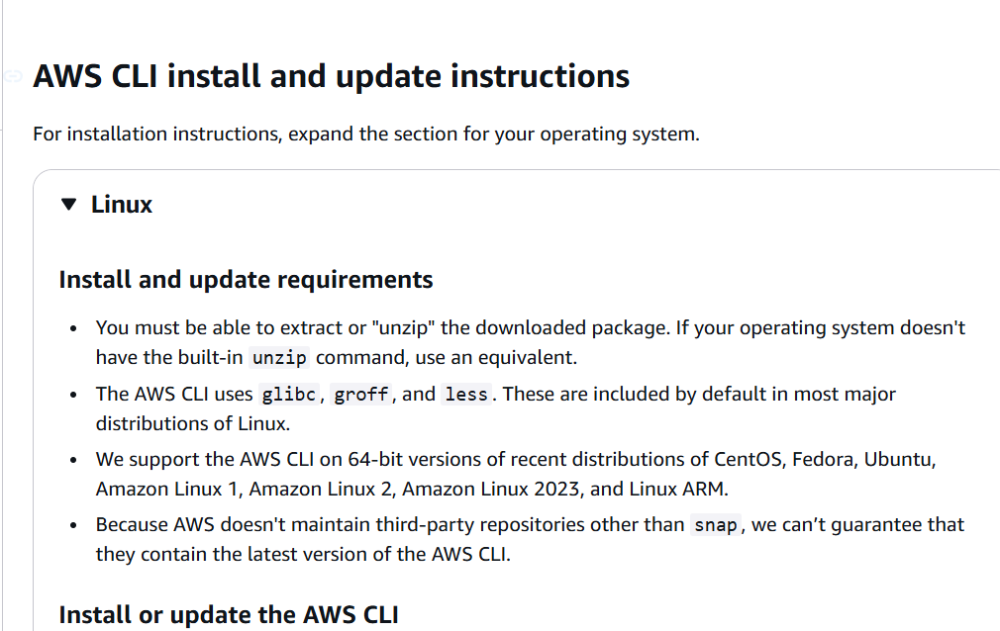 AWS CLI install and update instructions
For installation instructions, expand the section for your operating system.
Linux
Install and update requirements
You must be able to extract or "unzip" the downloaded package. If your operating system doesn't
have the built-in unzip command, use an equivalent.
The AWS CLI uses glibc, groff, and less. These are included by default in most major
distributions of Linux.
We support the AWS CLI on 64-bit versions of recent distributions of CentOS, Fedora, Ubuntu,
Amazon Linux 1, Amazon Linux 2, Amazon Linux 2023, and Linux ARM.
Because AWS doesn't maintain third-party repositories other than snap, we can’t guarantee that
they contain the latest version of the AWS CLI.
Install or update the AWS CLI